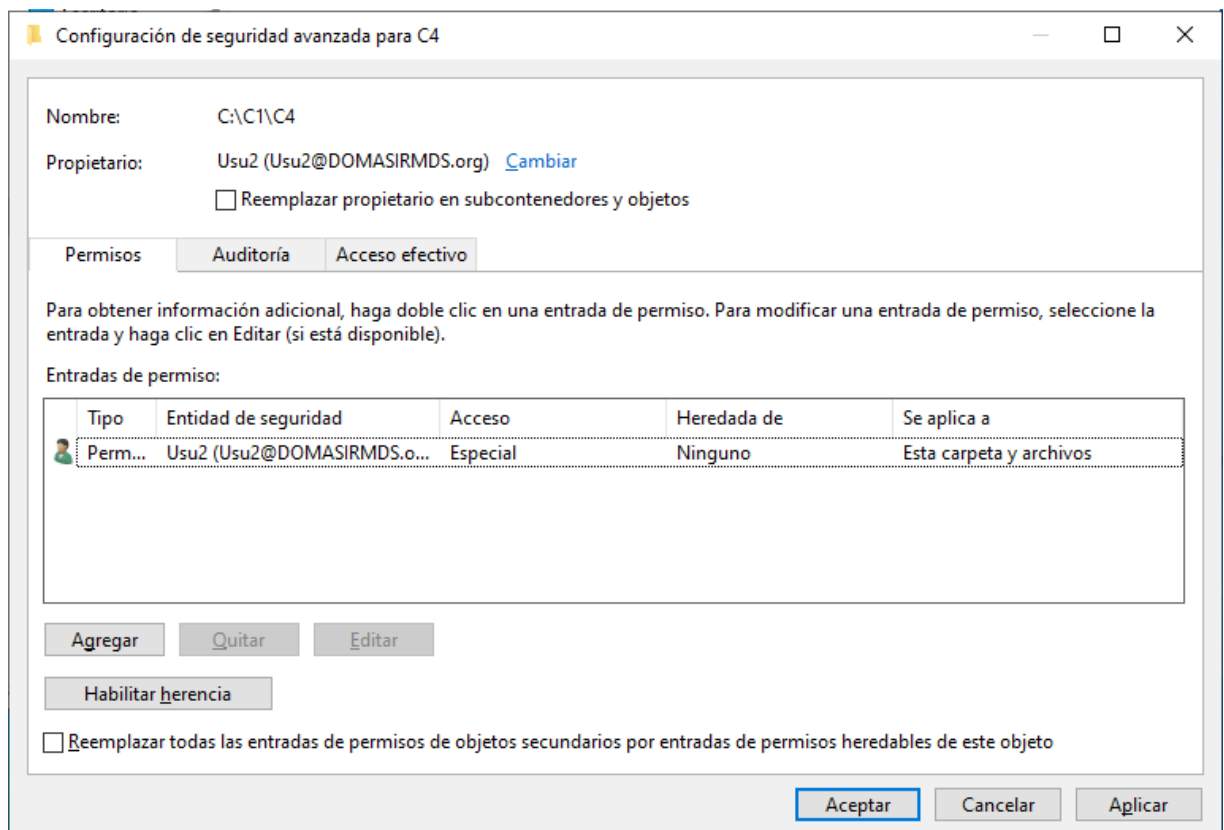 Configuración de seguridad avanzada para C4
Nombre: C:\C1\C4
Propietario: Usu2 (Usu2@DOMASIRMDS.org) Cambiar
Reemplazar propietario en subcontenedores y objetos
Permisos Auditoría Acceso efectivo
Para obtener información adicional, haga doble clic en una entrada de permiso. Para modificar una entrada de permiso, seleccione la
entrada y haga clic en Editar (si está disponible).
Entradas de permiso:
Tipo Entidad de seguridad Acceso Heredada de Se aplica a
Perm... Usu2 (Usu2@DOMASIRMDS.o... Especial Ninguno Esta carpeta y archivos
Agregar Quitar Editar
Habilitar herencia
Reemplazar todas las entradas de permisos de objetos secundarios por entradas de permisos heredables de este objeto
Aceptar Cancelar Aplicar